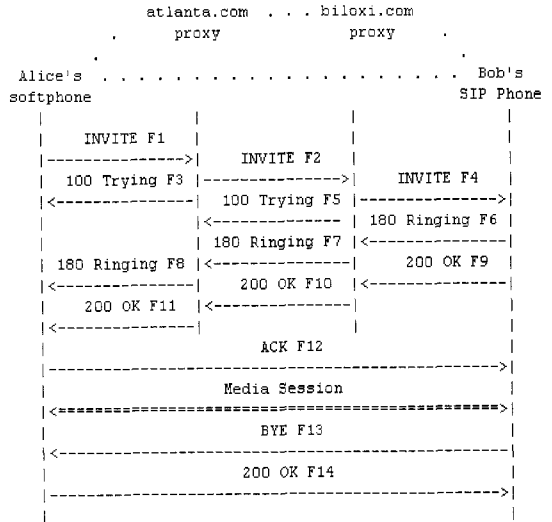 atlanta.com . . . biloxi.com
. proxy proxy .
. .
Alice's . . . . . . . . . . . . . . . . . . . . Bob's
softphone SIP Phone
| | | |
| INVITE F1 | | |
|--------------->| INVITE F2 | |
| 100 Trying F3 |--------------->| INVITE F4 |
|<---------------| 100 Trying F5 |--------------->|
| |<-------------- | 180 Ringing F6 |
| | 180 Ringing F7 |<---------------|
| 180 Ringing F8 |<---------------| 200 OK F9 |
|<---------------| 200 OK F10 |<---------------|
| 200 OK F11 |<---------------| |
|<---------------| | |
| ACK F12 |
|------------------------------------------------->|
| Media Session |
|<================================================>|
| BYE F13 |
|<-------------------------------------------------|
| 200 OK F14 |
|------------------------------------------------->|
| |